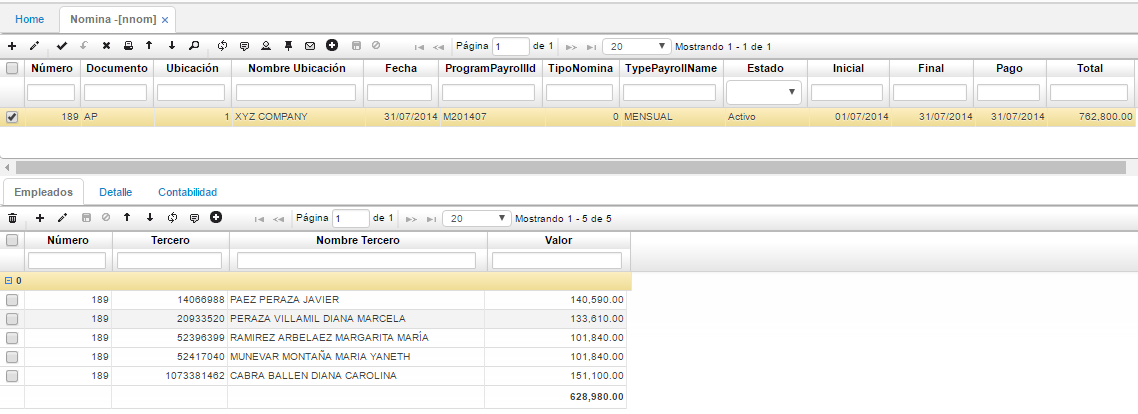 Home Nomina -[nnom] ×
Página 1 de 1 20 Mostrando 1 - 1 de 1
Número Documento Ubicación Nombre Ubicación Fecha ProgramPayrollId TipoNomina TypePayrollName Estado Inicial Final Pago Total
189 AP 1 XYZ COMPANY 31/07/2014 M201407 0 MENSUAL Activo 01/07/2014 31/07/2014 31/07/2014 762,800.00
Empleados Detalle Contabilidad
Página 1 de 1 20 Mostrando 1 - 5 de 5
Número Tercero Nombre Tercero Valor
0
189 14066988 PAEZ PERAZA JAVIER 140,590.00
189 20933520 PERAZA VILLAMIL DIANA MARCELA 133,610.00
189 52396399 RAMIREZ ARBELAEZ MARGARITA MARÍA 101,840.00
189 52417040 MUNEVAR MONTAÑA MARIA YANETH 101,840.00
189 1073381462 CABRA BALLEN DIANA CAROLINA 151,100.00
628,980.00